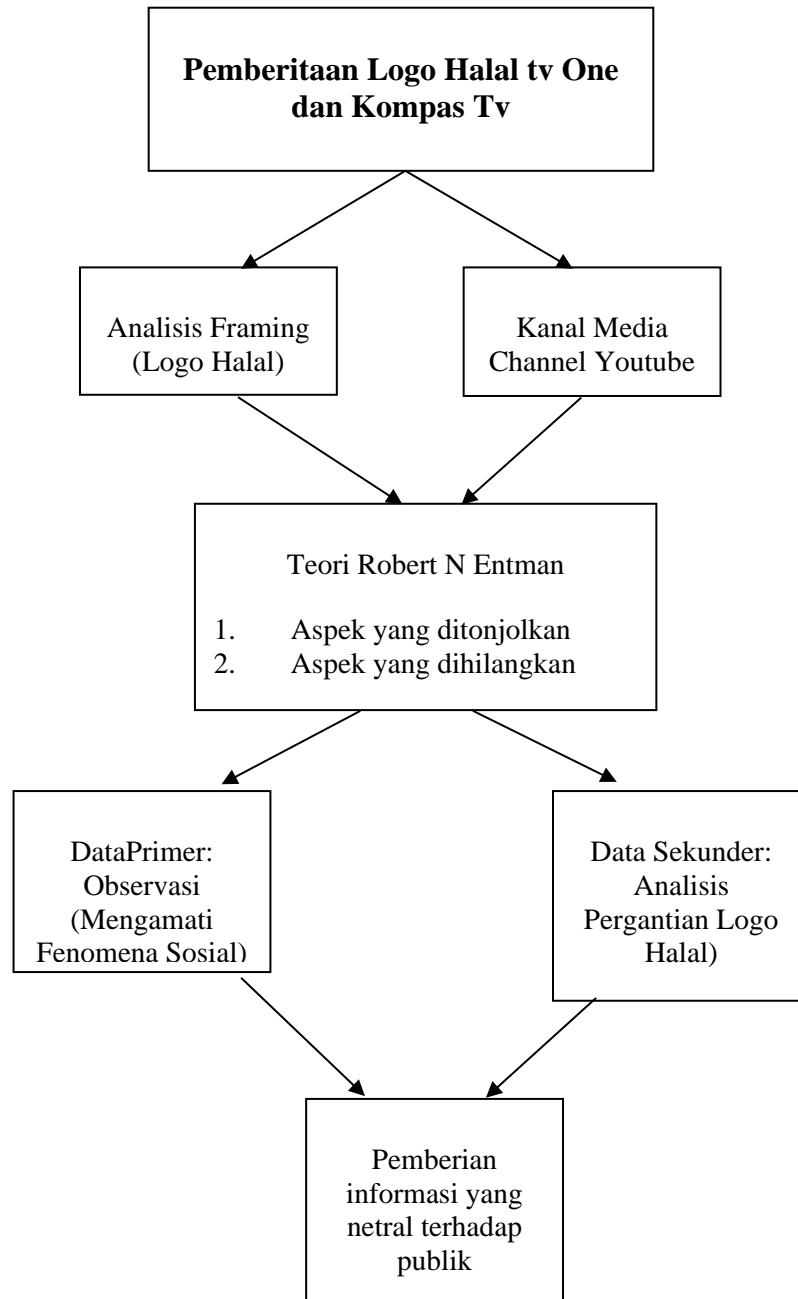 Pemberitaan Logo Halal tv One
dan Kompas Tv
Analisis Framing
(Logo Halal)
Kanal Media
Channel Youtube
Teori Robert N Entman
1. Aspek yang ditonjolkan
2. Aspek yang dihilangkan
DataPrimer:
Observasi
(Mengamati
Fenomena Sosial)
Data Sekunder:
Analisis
Pergantian Logo
Halal)
Pemberian
informasi yang
netral terhadap
publik